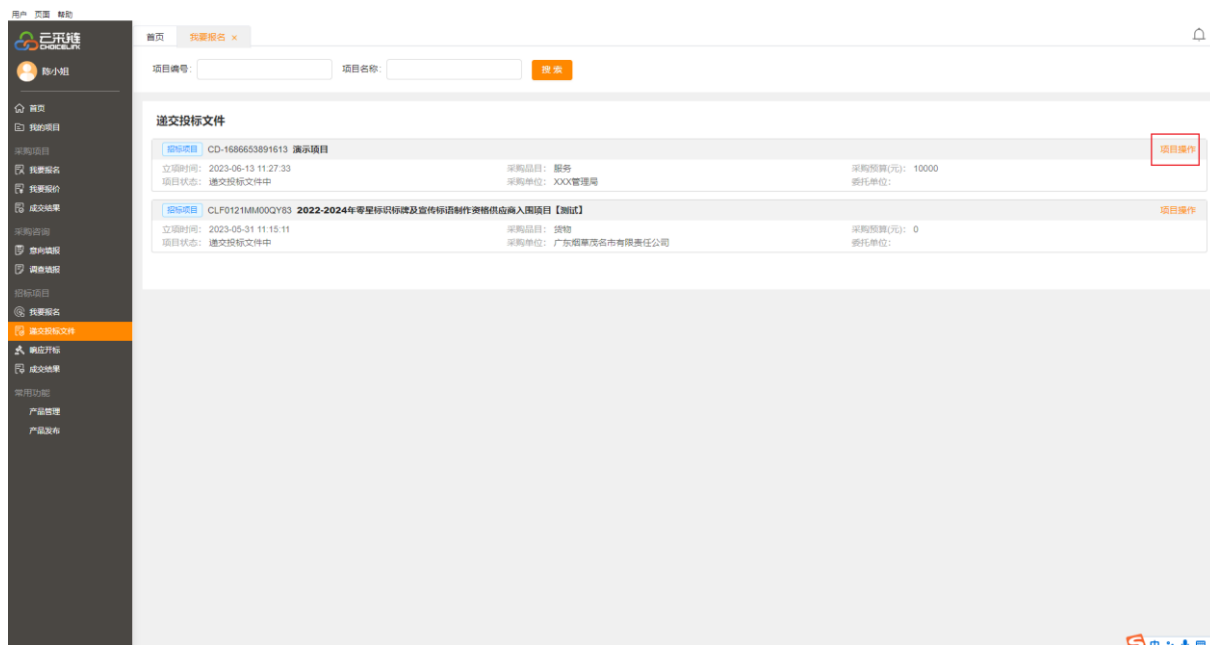 用户 页面 帮助
云采链
CHOICELINK
首页 我要报名 ×
陈小姐
项目编号: 项目名称: 搜 索
首页
我的项目
采购项目
我要报名
我要报价
成交结果
采购咨询
意向填报
调查填报
招标项目
我要报名
递交投标文件
响应开标
成交结果
常用功能
产品管理
产品发布
递交投标文件
招标项目 CD-1686653891613 演示项目 项目操作
立项时间: 2023-06-13 11:27:33 采购品目: 服务 采购预算(元): 10000
项目状态: 递交投标文件中 采购单位: XXX管理局 委托单位:
招标项目 CLF0121MM00QY83 2022-2024年零星标识标牌及宣传标语制作资格供应商入围项目【测试】 项目操作
立项时间: 2023-05-31 11:15:11 采购品目: 货物 采购预算(元): 0
项目状态: 递交投标文件中 采购单位: 广东烟草茂名市有限责任公司 委托单位: